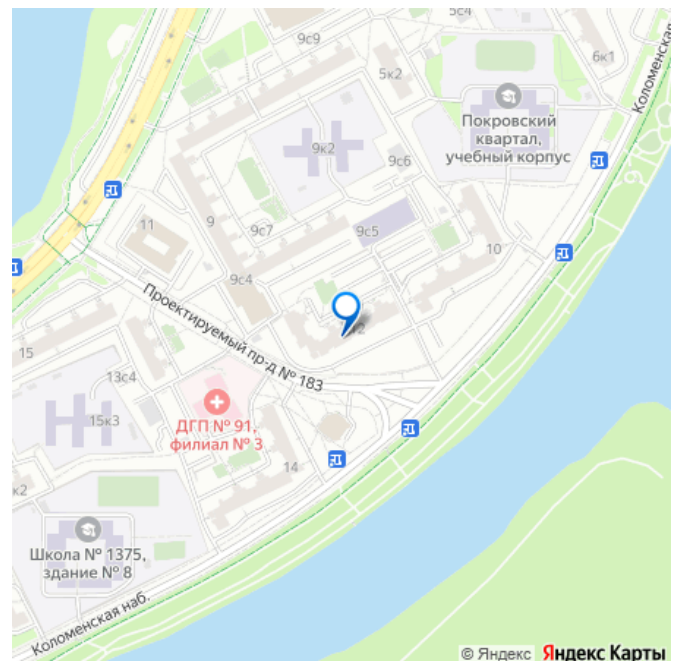 5с4
9с9
6к1
5к2
Покровский
квартал,
учебный корпус
Коломенская
9к2
9с6
11
9
9с7
9с5
10
9с4
12
Проектируемый пр-д № 183
15
13с4
15к3
ДГП № 91,
филиал № 3
14
Школа № 1375,
здание № 8
Коломенская наб.
© Яндекс Яндекс Карты